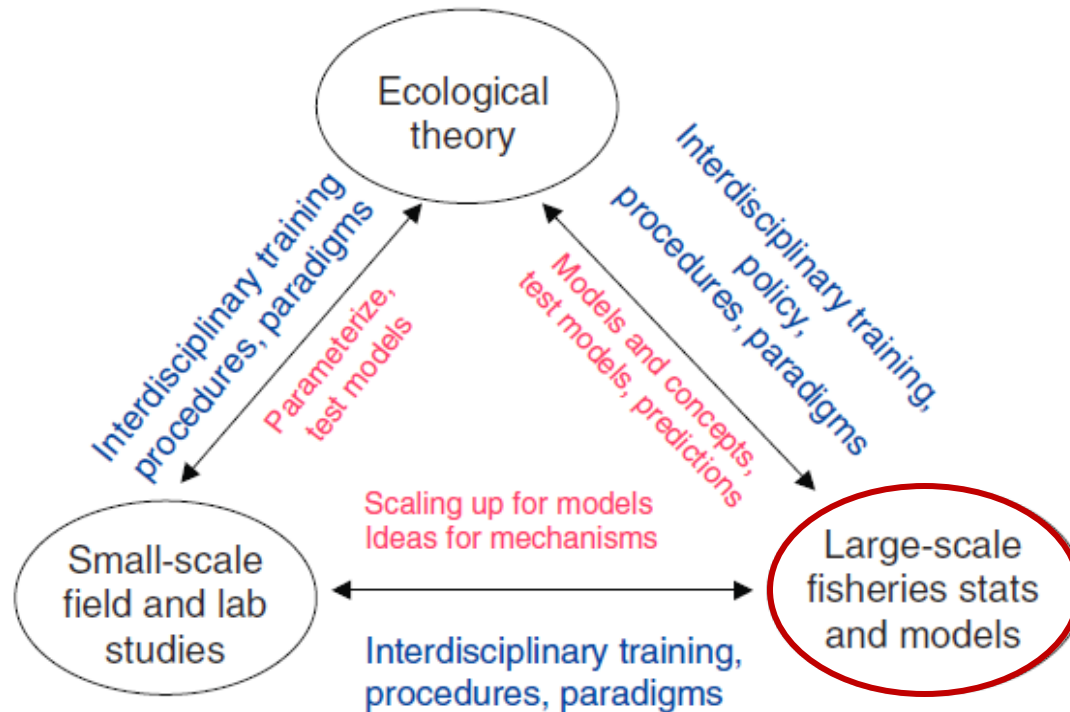 Ecological
theory
Interdisciplinary training
procedures, paradigms
Parameterize,
test models
Interdisciplinary training,
policy,
procedures, paradigms
Models and concepts,
test models, predictions
Scaling up for models
Ideas for mechanisms
Small-scale
field and lab
studies
Large-scale
fisheries stats
and models
Interdisciplinary training,
procedures, paradigms